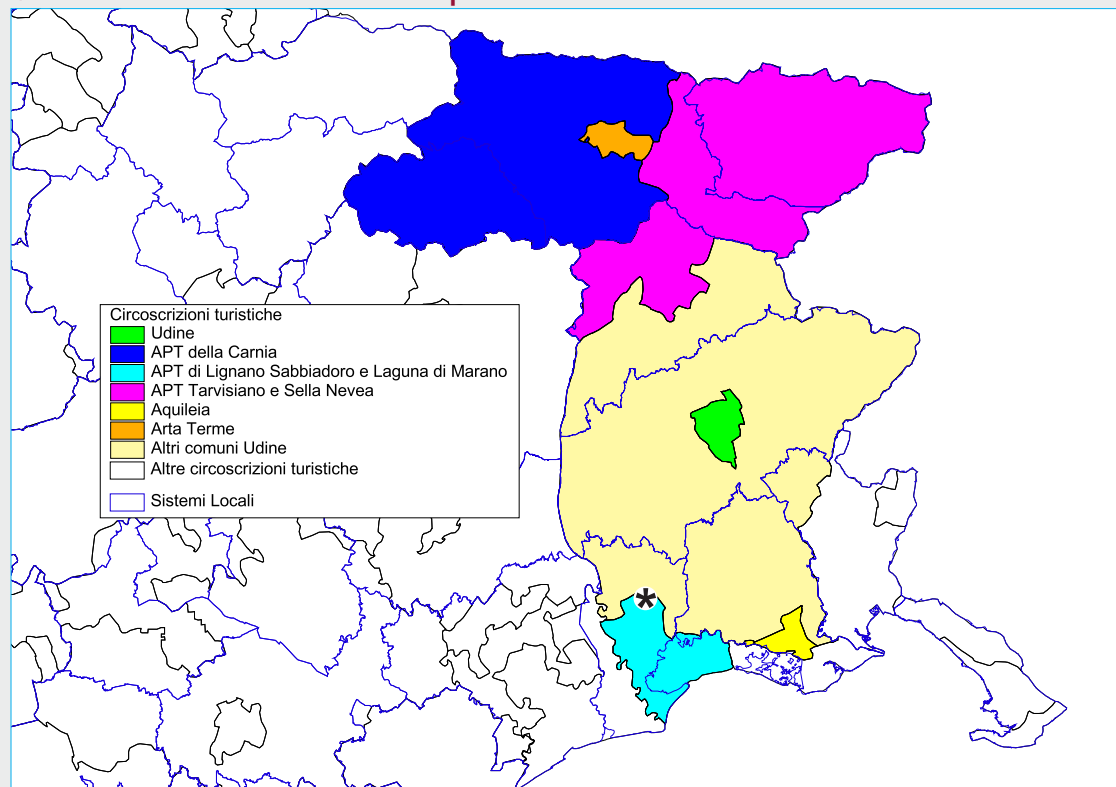 Circoscrizioni turistiche
Udine
APT della Carnia
APT di Lignano Sabbiadoro e Laguna di Marano
APT Tarvisiano e Sella Nevea
Aquileia
Arta Terme
Altri comuni Udine
Altre circoscrizioni turistiche
Sistemi Locali
*